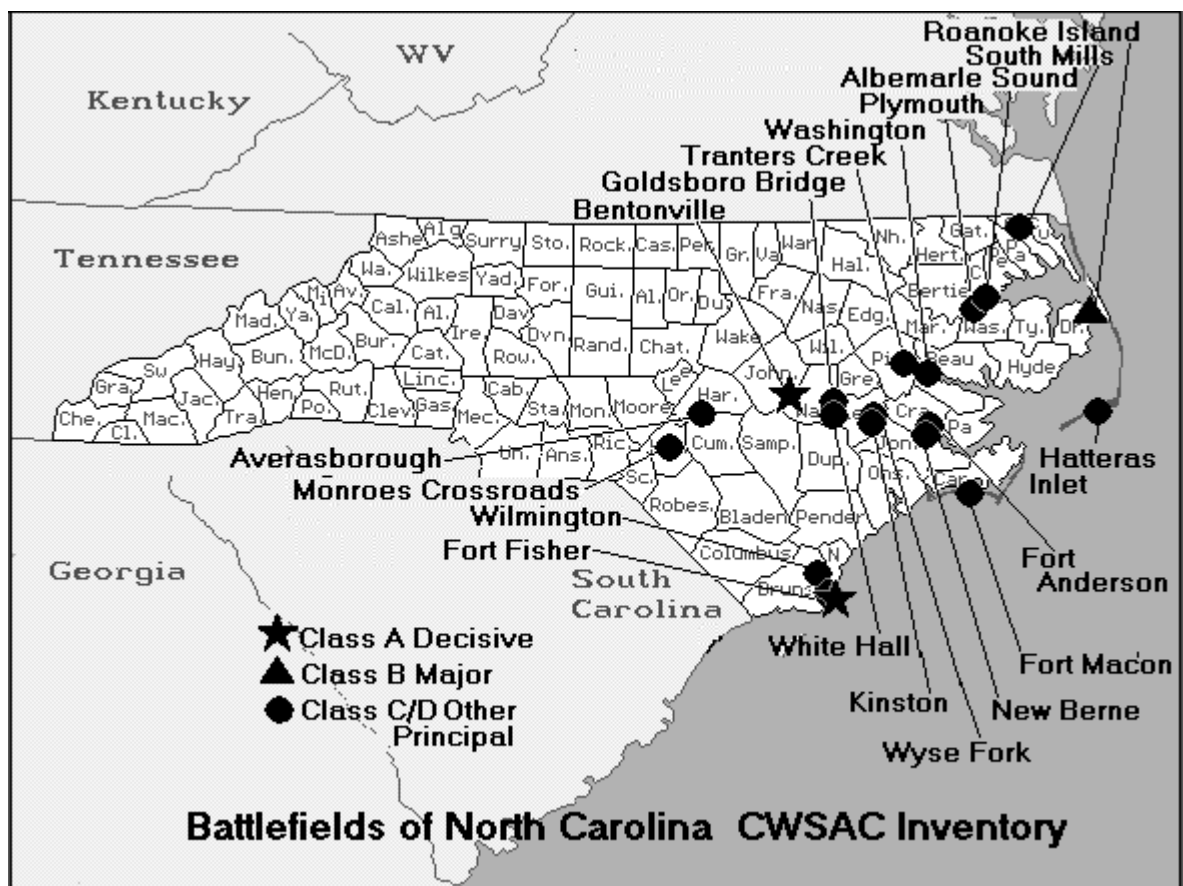 Roanoke Island
South Mills
WV
Albemarle Sound
Kentucky
Plymouth
Washington
Tranters Creek
Goldsboro Bridge
Bentonville
Tennessee
Ashe
Alg
Surry
Sto.
Rock.
Cas.
Per.
Gr.
Va
War
Hal.
Nh.
Hert.
Gat.
Wa.
Wilkes
Yad.
For.
Gui.
Al.
Or.
Du
Fra.
Nas.
Edg.
Bertie
Mad.
Ya.
Mi
Av.
Cal.
Al.
Ire
Dav
Dvn.
Rand.
Chat.
Wake
Wil.
Mar.
Was.
Ty.
Dr.
Sw
Hay
Bun.
McD.
Bur.
Cat.
Row.
Lee
John.
Gre.
Beau
Hyde
Gra.
Jac.
Hen.
Rut.
Linc.
Cab.
Che.
Mac.
Cl.
Tra.
Po.
Clev.
Gas.
Mec.
Sta.
Mon.
Moore
Har.
Cra.
Pa
Un.
Ans.
Ric.
Sc.
Cum.
Samp.
Dup.
Jon.
Ons.
Car.
Averasborough
Monroes Crossroads
Hatteras
Inlet
Robes.
Bladen
Pender
Wilmington
Columbus
N
Fort Fisher
Bruns
Fort
Anderson
Georgia
South
Carolina
Class A Decisive
White Hall
Class B Major
Fort Macon
Class C/D Other
Principal
Kinston
New Berne
Wyse Fork
Battlefields of North Carolina CWSAC Inventory